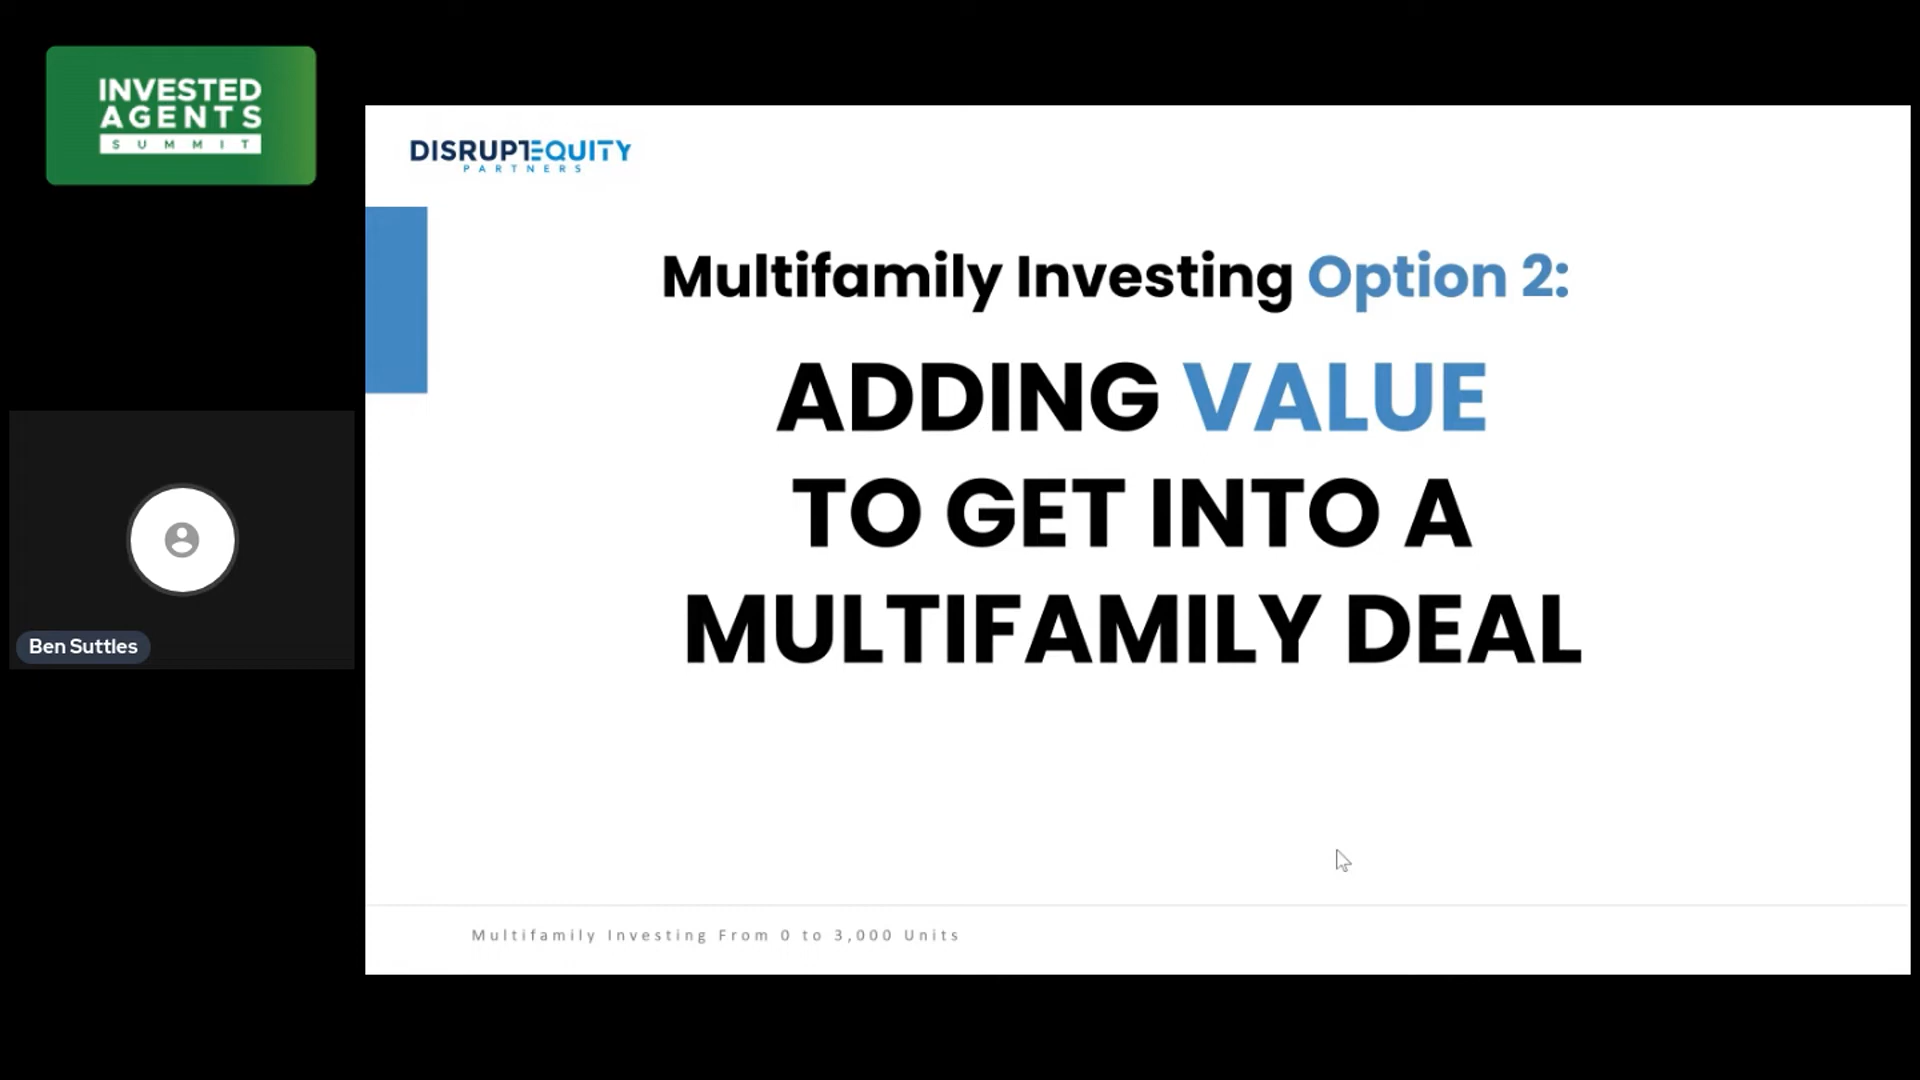 INVESTED
AGENTS
SUMMIT
DISRUPTEQUITY
PARTNERS
Multifamily Investing Option 2:
ADDING VALUE
TO GET INTO A
MULTIFAMILY DEAL
Ben Suttles
Multifamily Investing From 0 to 3,000 Units